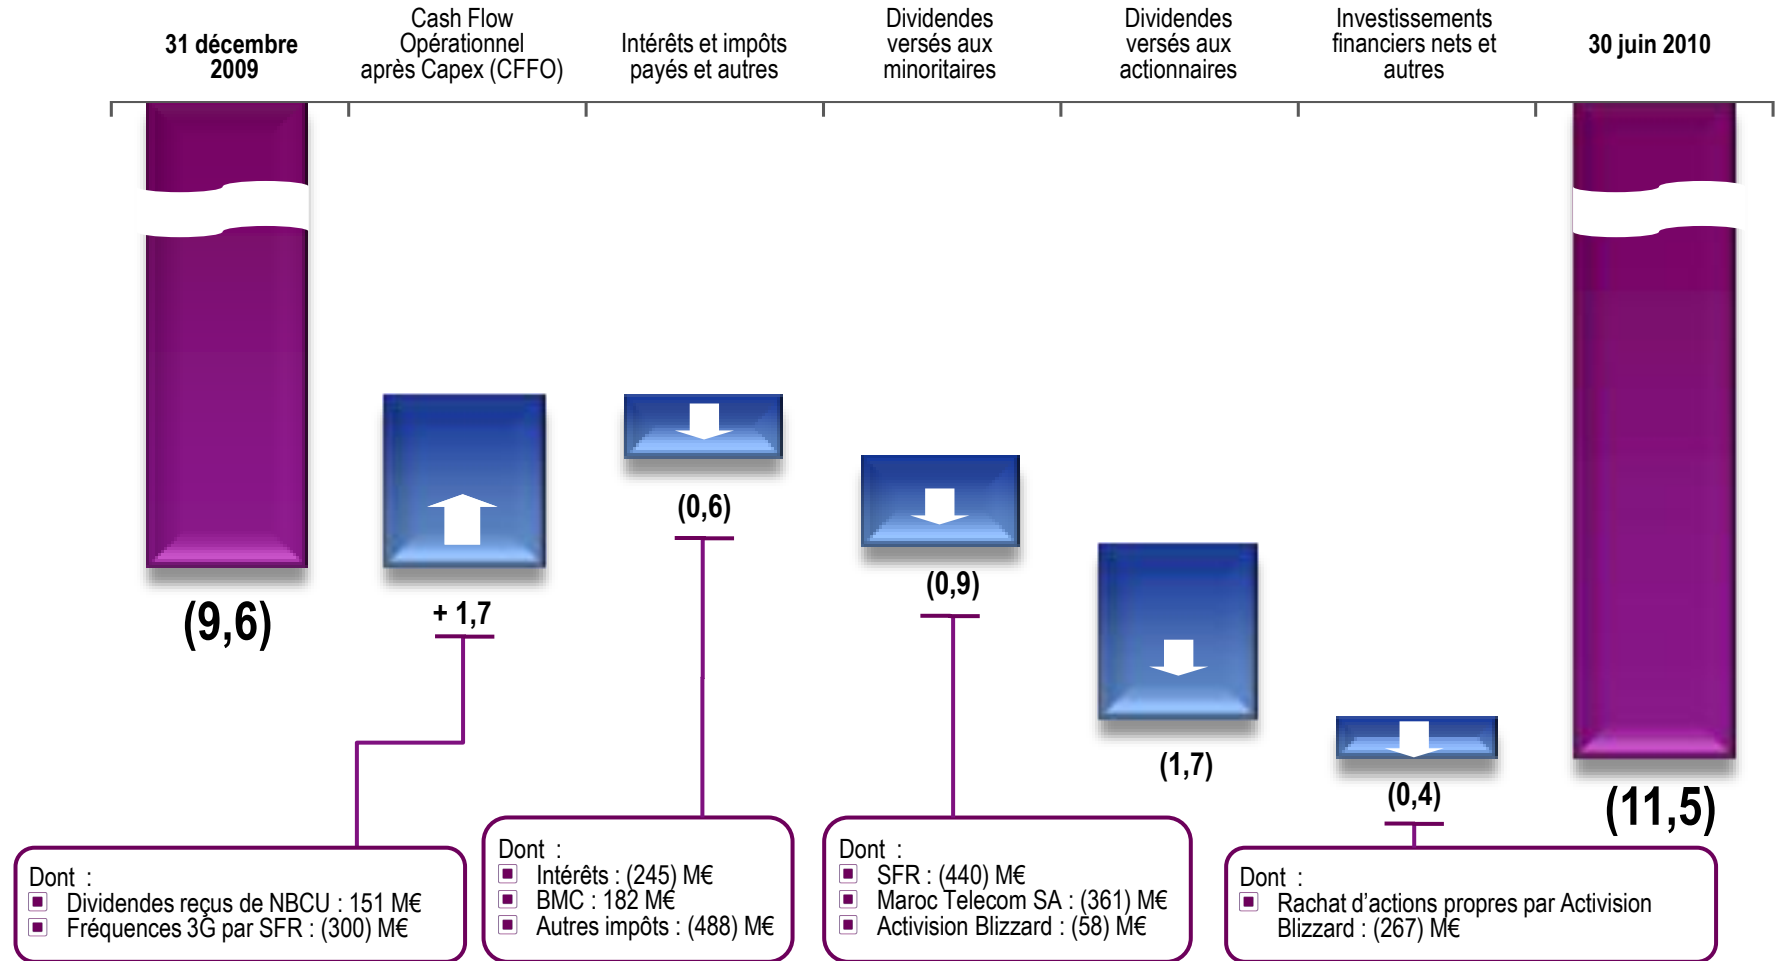 31 décembre
2009
Cash Flow
Opérationnel
après Capex (CFFO)
Intérêts et impôts
payés et autres
Dividendes
versés aux
minoritaires
Dividendes
versés aux
actionnaires
Investissements
financiers nets et
autres
30 juin 2010
(9,6)
+ 1,7
(0,6)
(0,9)
(1,7)
(0,4)
(11,5)
Dont :
Dividendes reçus de NBCU : 151 M€
Fréquences 3G par SFR : (300) M€
Dont :
Intérêts : (245) M€
BMC : 182 M€
Autres impôts : (488) M€
Dont :
SFR : (440) M€
Maroc Telecom SA : (361) M€
Activision Blizzard : (58) M€
Dont :
Rachat d'actions propres par Activision
Blizzard : (267) M€